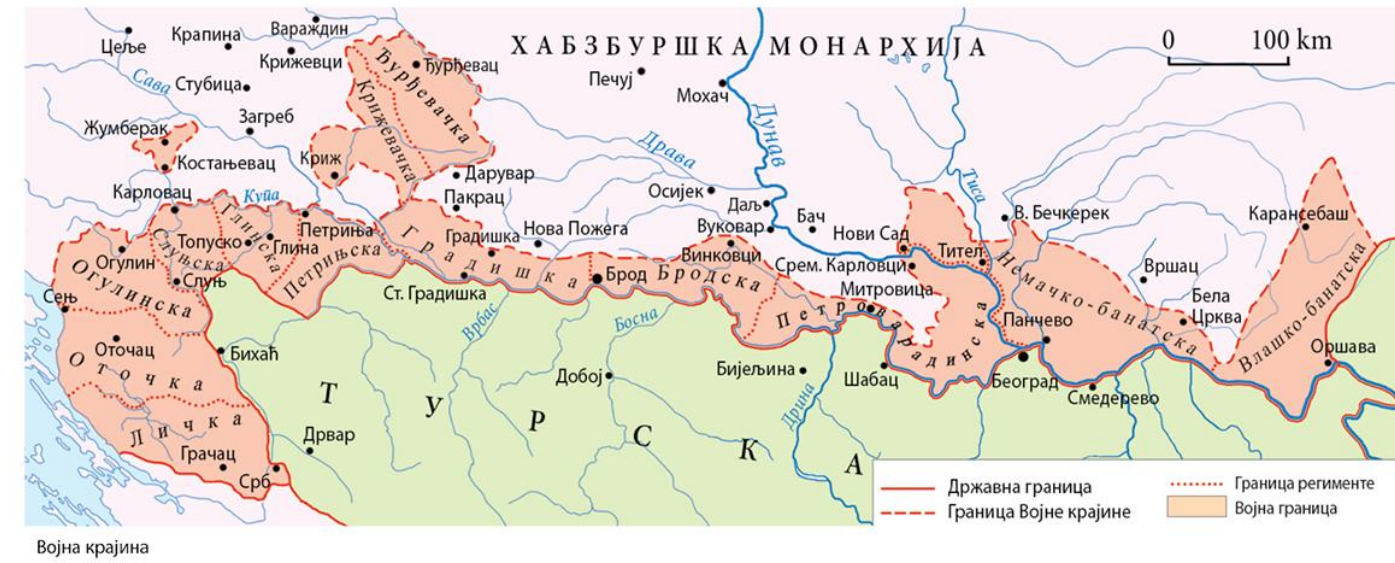 ХАБЗБУРШКА МОНАРХИЈА
0 100 km
Цеље
Крапина
Вараждин
Крижевци
Ђурђевац
Стубица
Сава
Загреб
Жумберак
Костањевац
Карловац
Купа
Криж
Ђурђевачка
Крижевачка
Печуј
Мохач
Дунав
Драва
Тиса
Дарувар
Пакрац
Осијек
Даљ
Вуковар
Бач
Нови Сад
В. Бечкерек
Карансебаш
Огулин
Топуско
Глина
Петриња
Градишка
Нова Пожега
Винковци
Срем. Карловци
Тител
Вршац
Бела
Црква
Огулинска
Слуњска
Глинска
Петрињска
Градишка
Бродска
Петроварадинска
Немачко-банатска
Влашко-банатска
Слуњ
Сењ
Ст. Градишка
Брод
Митровица
Панчево
Оршава
Оточац
Бихаћ
Врбас
Босна
Добој
Бијељина
Дрина
Шабац
Београд
Смедерево
Оточка
Личка
Грачац
Срб
Дрвар
ТУРСКА
Државна граница
Граница Војне крајине
Граница регименте
Војна граница
Војна крајина